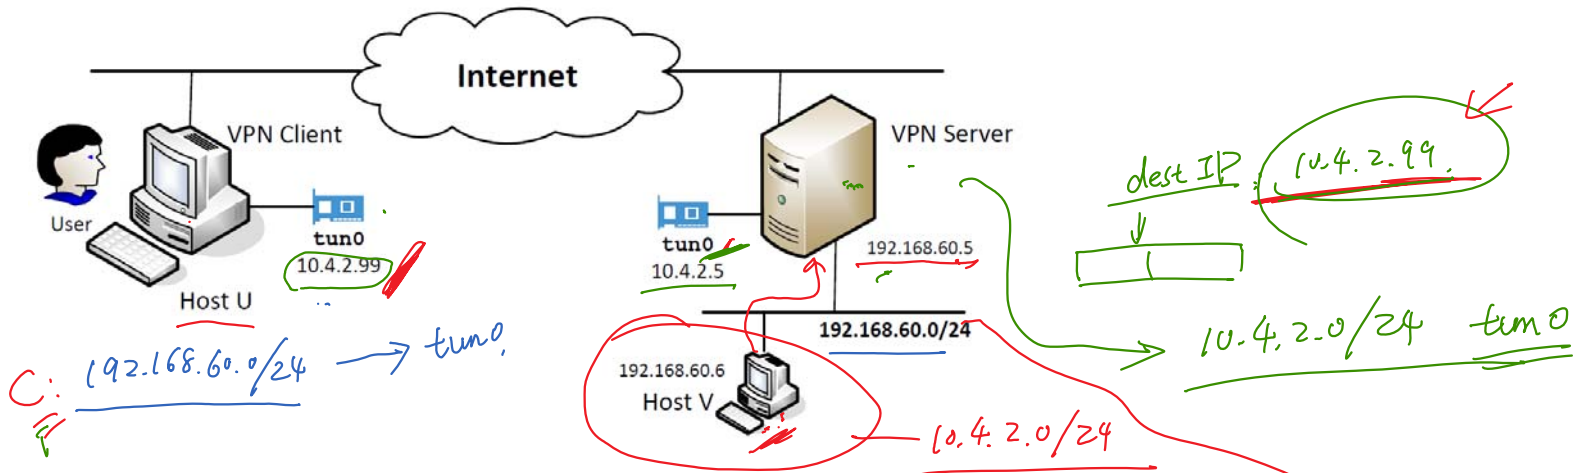 Internet
VPN Client
User
tun0
10.4.2.99
Host U
192.168.60.0/24 → tun0
C:
VPN Server
tun0
10.4.2.5
192.168.60.5
192.168.60.0/24
192.168.60.6
Host V
10.4.2.0/24
dest IP: 10.4.2.99
10.4.2.0/24 tun0